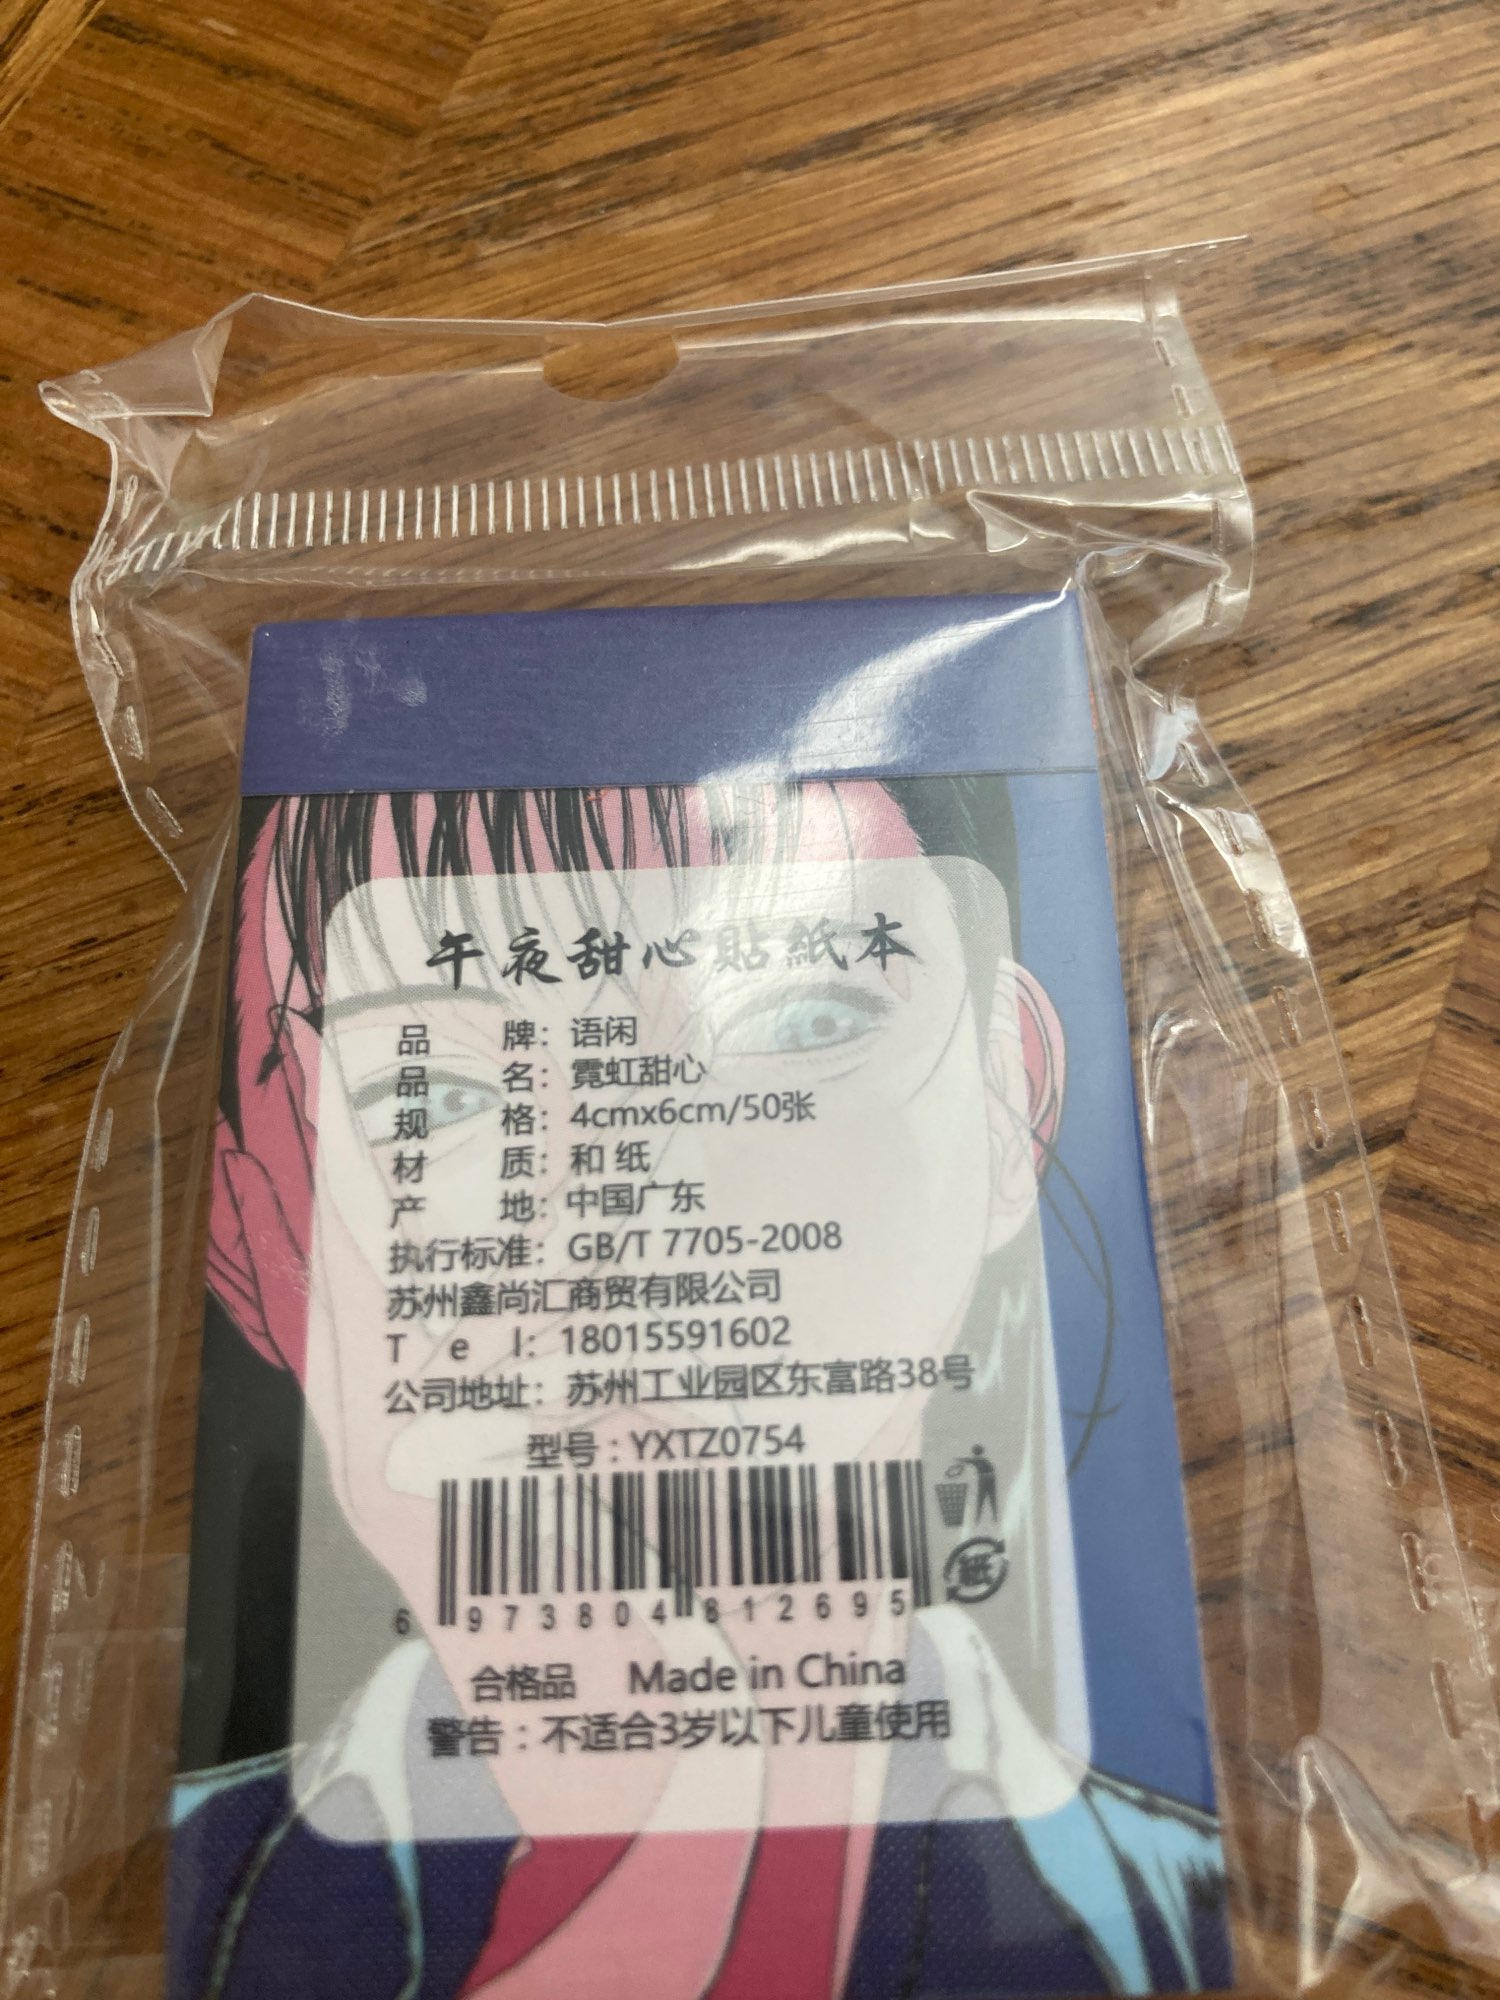 午夜甜心貼紙本
品 牌：语闲
品 名：霓虹甜心
规 格：4cmx6cm/50张
材 质：和 纸
产 地：中国广东
执行标准：GB/T 7705-2008
苏州鑫尚汇商贸有限公司
T e l：18015591602
公司地址：苏州工业园区东富路38号
型号：YXTZ0754
6 973804 812695
纸
合格品 Made in China
警告：不适合3岁以下儿童使用